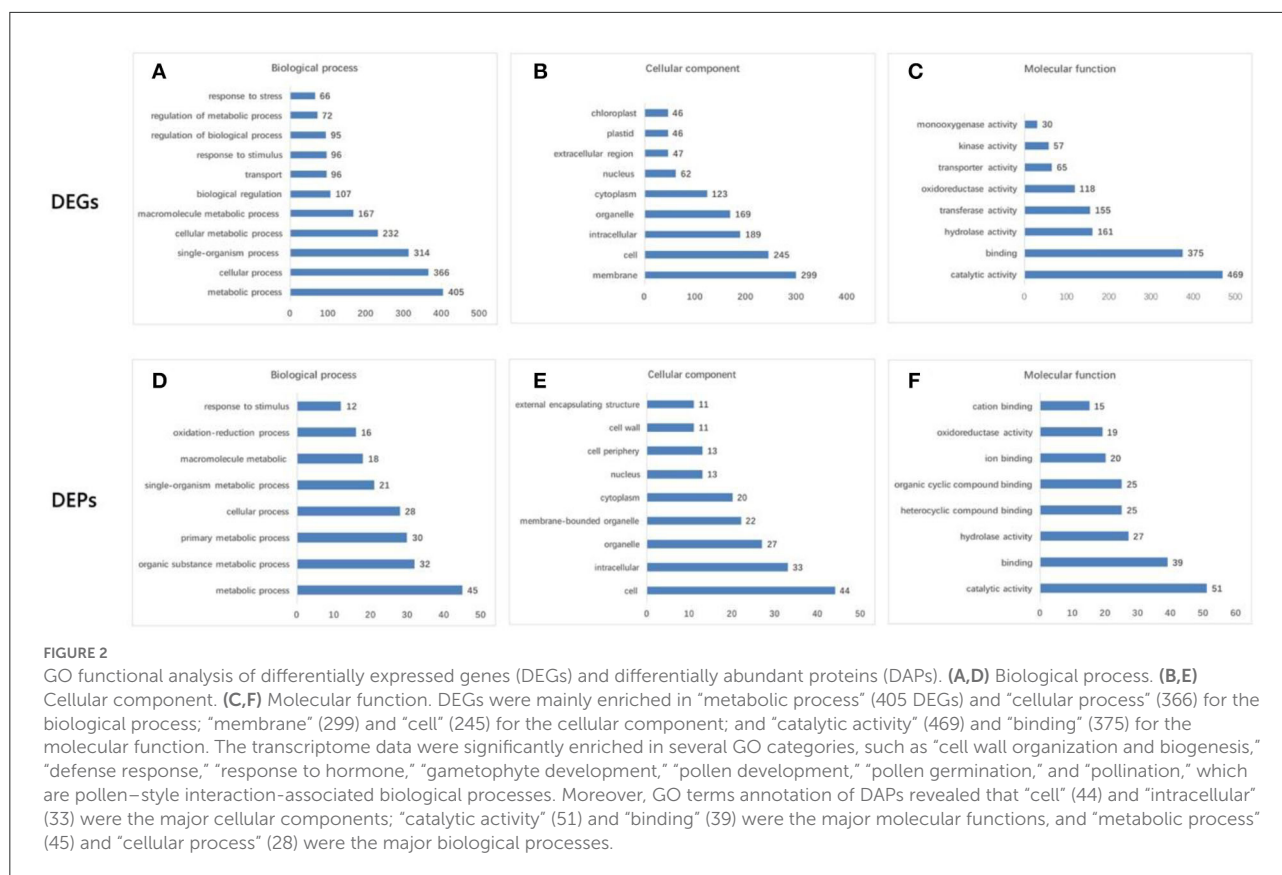 A
Biological process
response to stress 66
regulation of metabolic process 72
regulation of biological process 95
response to stimulus 96
transport 96
biological regulation 107
macromolecule metabolic process 167
cellular metabolic process 232
single-organism process 314
cellular process 366
metabolic process 405
0 100 200 300 400 500
B
Cellular component
chloroplast 46
plastid 46
extracellular region 47
nucleus 62
cytoplasm 123
organelle 169
intracellular 189
cell 245
membrane 299
0 100 200 300 400
C
Molecular function
monooxygenase activity 30
kinase activity 57
transporter activity 65
oxidoreductase activity 118
transferase activity 155
hydrolase activity 161
binding 375
catalytic activity 469
0 100 200 300 400 500
DEGs
D
Biological process
response to stimulus 12
oxidation-reduction process 16
macromolecule metabolic 18
single-organism metabolic process 21
cellular process 28
primary metabolic process 30
organic substance metabolic process 32
metabolic process 45
0 10 20 30 40 50
E
Cellular component
external encapsulating structure 11
cell wall 11
cell periphery 13
nucleus 13
cytoplasm 20
membrane-bounded organelle 22
organelle 27
intracellular 33
cell 44
0 10 20 30 40 50
F
Molecular function
cation binding 15
oxidoreductase activity 19
ion binding 20
organic cyclic compound binding 25
heterocyclic compound binding 25
hydrolase activity 27
binding 39
catalytic activity 51
0 10 20 30 40 50 60
DEPs
FIGURE 2
GO functional analysis of differentially expressed genes (DEGs) and differentially abundant proteins (DAPs). (A,D) Biological process. (B,E)
Cellular component. (C,F) Molecular function. DEGs were mainly enriched in “metabolic process” (405 DEGs) and “cellular process” (366) for the
biological process; “membrane” (299) and “cell” (245) for the cellular component; and “catalytic activity” (469) and “binding” (375) for the
molecular function. The transcriptome data were significantly enriched in several GO categories, such as “cell wall organization and biogenesis,”
“defense response,” “response to hormone,” “gametophyte development,” “pollen development,” “pollen germination,” and “pollination,” which
are pollen–style interaction-associated biological processes. Moreover, GO terms annotation of DAPs revealed that “cell” (44) and “intracellular”
(33) were the major cellular components; “catalytic activity” (51) and “binding” (39) were the major molecular functions, and “metabolic process”
(45) and “cellular process” (28) were the major biological processes.